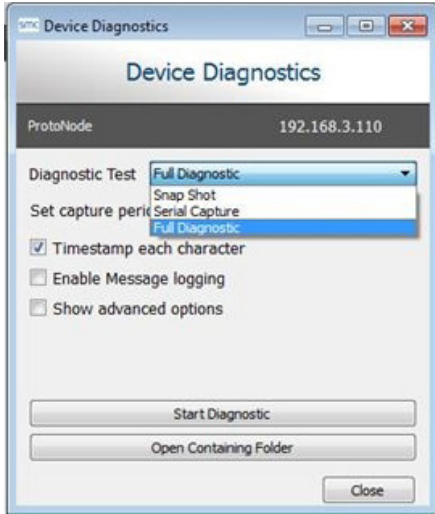 smc Device Diagnostics
Device Diagnostics
ProtoNode 192.168.3.110
Diagnostic Test Full Diagnostic
Snap Shot
Set capture Serial Capture
Full Diagnostic
Timestamp each character
Enable Message logging
Show advanced options
Start Diagnostic
Open Containing Folder
Close